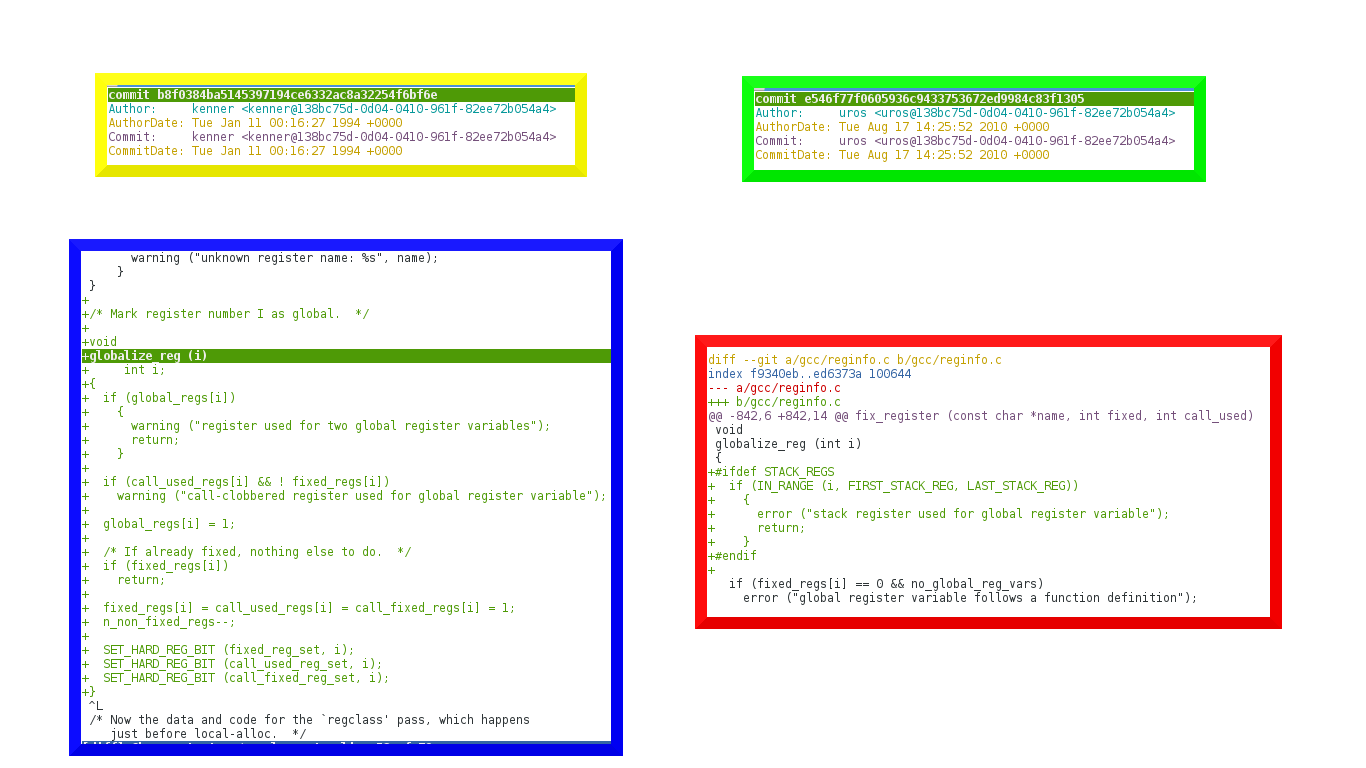 commit b8f0384ba5145397194ce6332ac8a32254f6bf6e
Author:     kenner <kenner@138bc75d-0d04-0410-961f-82ee72b054a4>
AuthorDate: Tue Jan 11 00:16:27 1994 +0000
Commit:     kenner <kenner@138bc75d-0d04-0410-961f-82ee72b054a4>
CommitDate: Tue Jan 11 00:16:27 1994 +0000
commit e546f77f0605936c9433753672ed9984c83f1305
Author:     uros <uros@138bc75d-0d04-0410-961f-82ee72b054a4>
AuthorDate: Tue Aug 17 14:25:52 2010 +0000
Commit:     uros <uros@138bc75d-0d04-0410-961f-82ee72b054a4>
CommitDate: Tue Aug 17 14:25:52 2010 +0000
       warning ("unknown register name: %s", name);
     }
 }
+
+/* Mark register number I as global.  */
+
+void
+globalize_reg (i)
+     int i;
+{
+  if (global_regs[i])
+    {
+      warning ("register used for two global register variables");
+      return;
+    }
+
+  if (call_used_regs[i] && ! fixed_regs[i])
+    warning ("call-clobbered register used for global register variable");
+
+  global_regs[i] = 1;
+
+  /* If already fixed, nothing else to do.  */
+  if (fixed_regs[i])
+    return;
+
+  fixed_regs[i] = call_used_regs[i] = call_fixed_regs[i] = 1;
+  n_non_fixed_regs--;
+
+  SET_HARD_REG_BIT (fixed_reg_set, i);
+  SET_HARD_REG_BIT (call_used_reg_set, i);
+  SET_HARD_REG_BIT (call_fixed_reg_set, i);
+}
 ^L
 /* Now the data and code for the `regclass' pass, which happens
    just before local-alloc.  */
diff --git a/gcc/reginfo.c b/gcc/reginfo.c
index f9340eb..ed6373a 100644
--- a/gcc/reginfo.c
+++ b/gcc/reginfo.c
@@ -842,6 +842,14 @@ fix_register (const char *name, int fixed, int call_used)
 void
 globalize_reg (int i)
 {
+#ifdef STACK_REGS
+  if (IN_RANGE (i, FIRST_STACK_REG, LAST_STACK_REG))
+    {
+      error ("stack register used for global register variable");
+      return;
+    }
+#endif
+
   if (fixed_regs[i] == 0 && no_global_reg_vars)
     error ("global register variable follows a function definition");